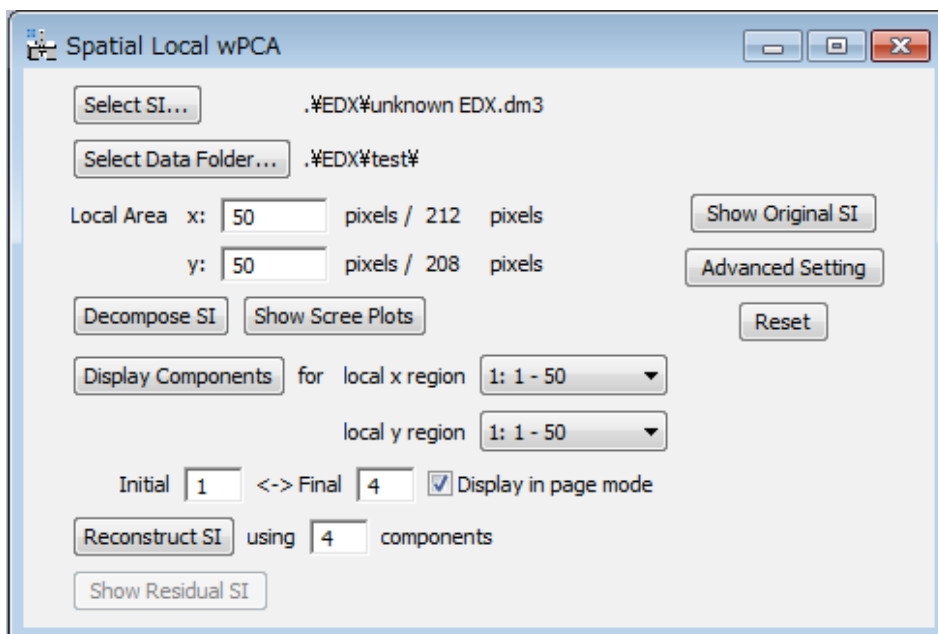 Spatial Local wPCA
Select SI... .¥EDX¥unknown EDX.dm3
Select Data Folder... .¥EDX¥test¥
Local Area x: 50 pixels / 212 pixels Show Original SI
y: 50 pixels / 208 pixels Advanced Setting
Decompose SI Show Scree Plots Reset
Display Components for local x region 1: 1 - 50
local y region 1: 1 - 50
Initial 1 <-> Final 4 Display in page mode
Reconstruct SI using 4 components
Show Residual SI